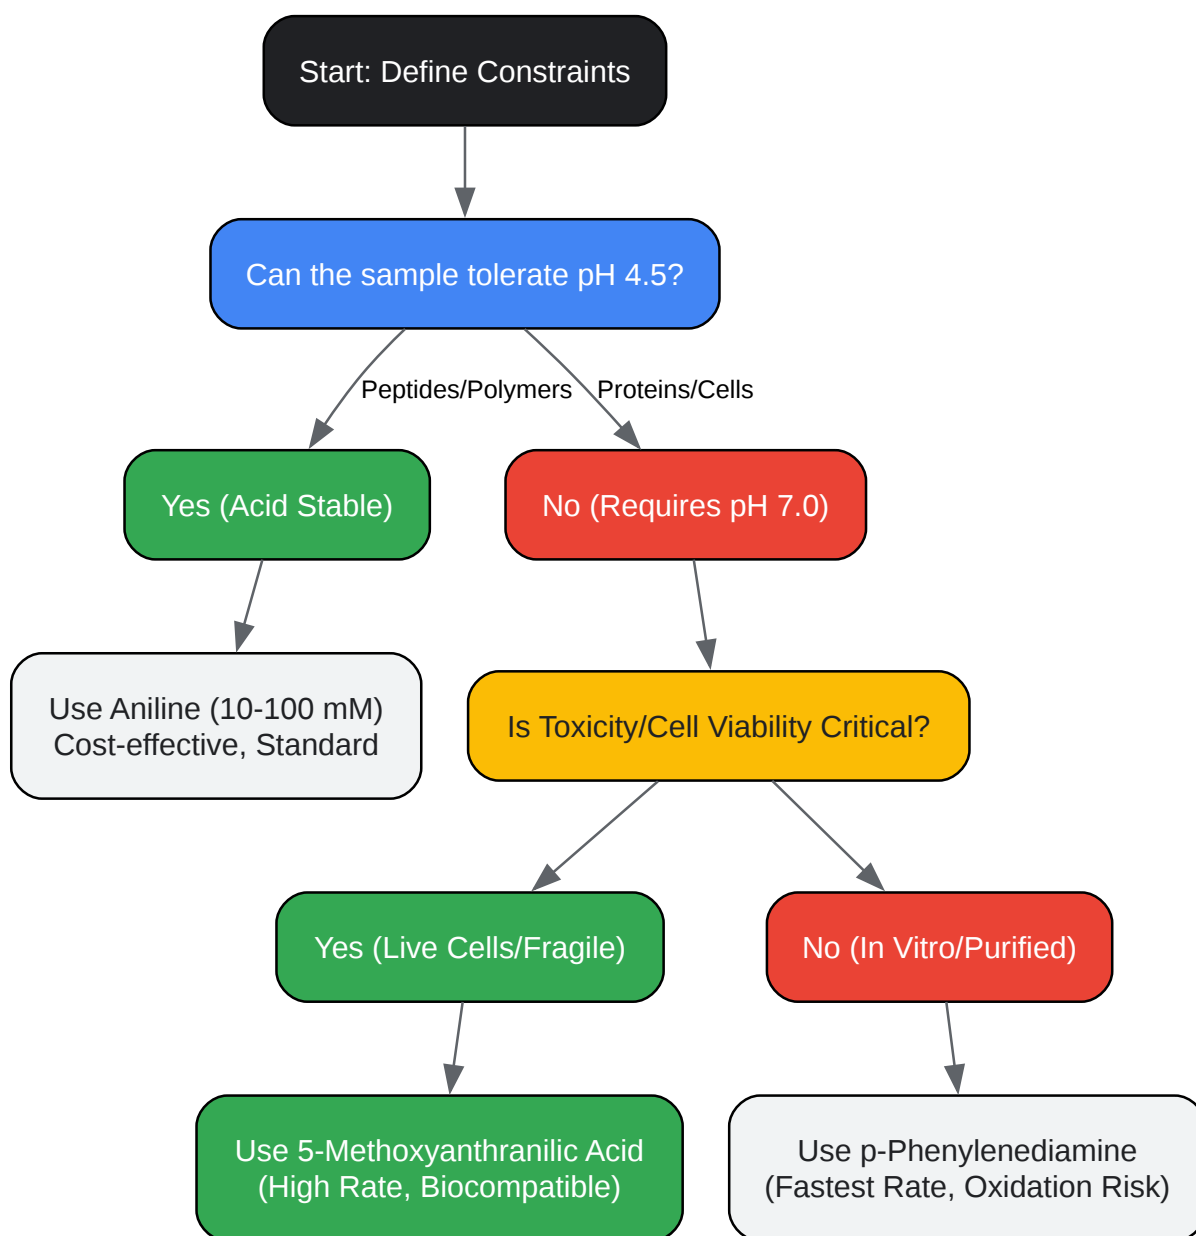 Start: Define Constraints
Can the sample tolerate pH 4.5?
Peptides/Polymers
Proteins/Cells
Yes (Acid Stable)
No (Requires pH 7.0)
Use Aniline (10-100 mM)
Cost-effective, Standard
Is Toxicity/Cell Viability Critical?
Yes (Live Cells/Fragile)
No (In Vitro/Purified)
Use 5-Methoxyanthranilic Acid
(High Rate, Biocompatible)
Use p-Phenylenediamine
(Fastest Rate, Oxidation Risk)